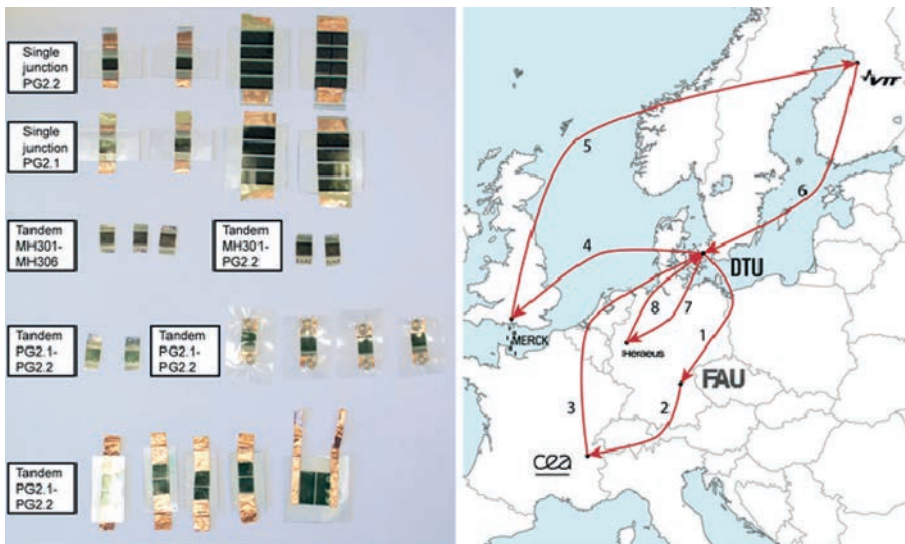 Single
junction
PG2.2
Single
junction
PG2.1
Tandem
MH301-
MH306
Tandem
MH301-
PG2.2
Tandem
PG2.1-
PG2.2
Tandem
PG2.1-
PG2.2
Tandem
PG2.1-
PG2.2
VTT
5
6
4
DTU
8
7
MERCK
1
Heraeus
FAU
3
2
cea